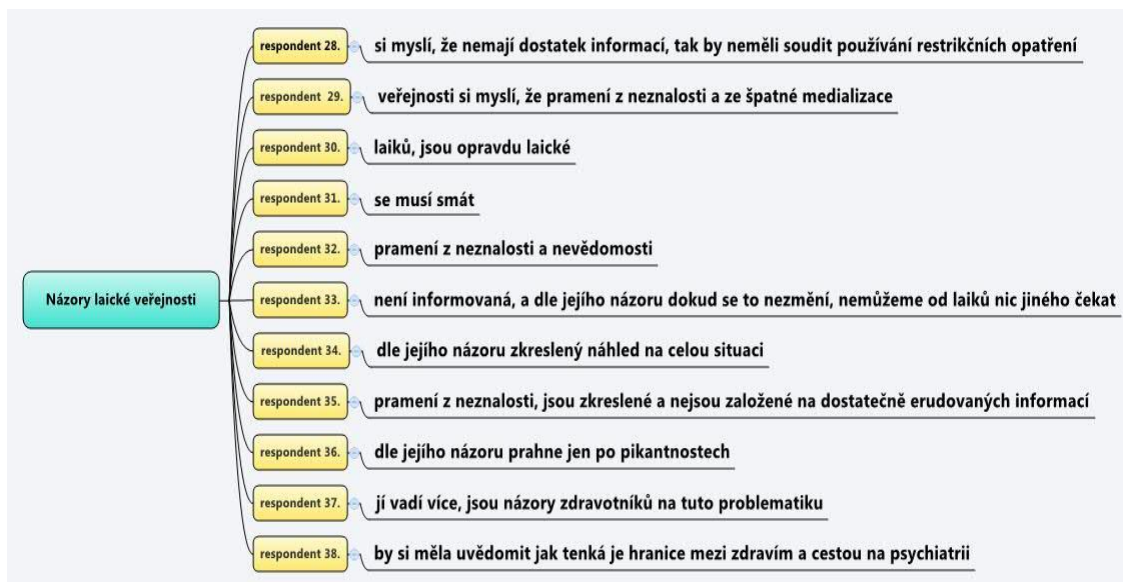 respondent 28. si myslí, že nemají dostatek informací, tak by neměli soudit používání restrikčních opatření
respondent 29. veřejnosti si myslí, že pramení z neznalosti a ze špatné medializace
respondent 30. laiků, jsou opravdu laické
respondent 31. se musí smát
respondent 32. pramení z neznalosti a nevědomosti
Názory laické veřejnosti
respondent 33. není informovaná, a dle jejího názoru dokud se to nezmění, nemůžeme od laiků nic jiného čekat
respondent 34. dle jejího názoru zkreslený náhled na celou situaci
respondent 35. pramení z neznalosti, jsou zkreslené a nejsou založené na dostatečně erudovaných informací
respondent 36. dle jejího názoru prahne jen po pikantnostech
respondent 37. jí vadí více, jsou názory zdravotníků na tuto problematiku
respondent 38. by si měla uvědomit jak tenká je hranice mezi zdravím a cestou na psychiatrii